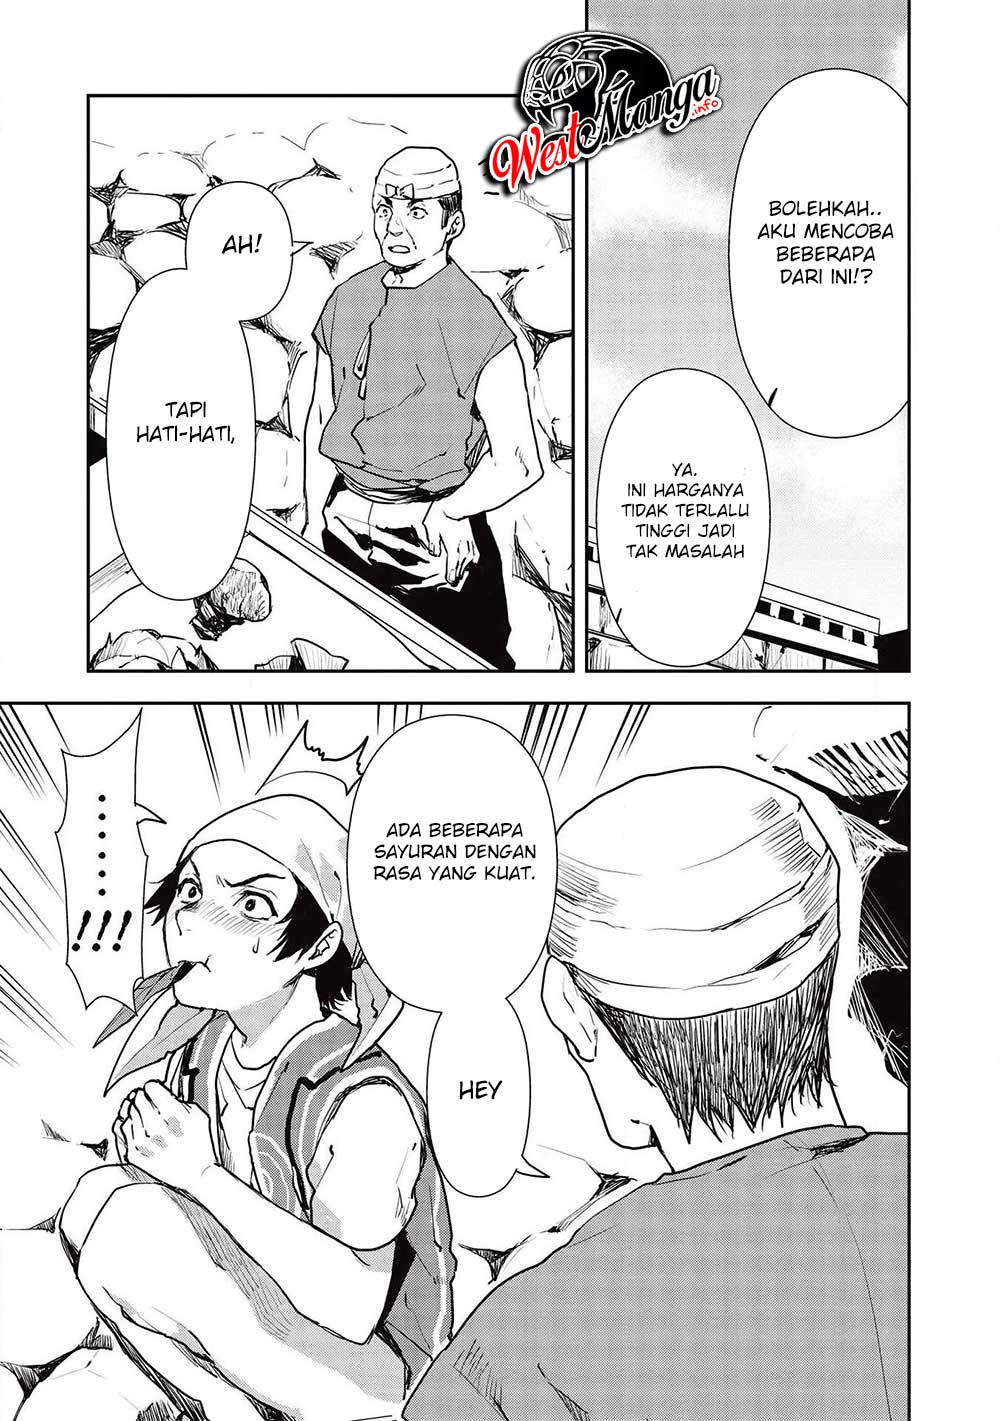 BOLEHKAH..
AKU MENCOBA
BEBERAPA
DARI INI!?
YA.
INI HARGANYA
TIDAK TERLALU
TINGGI JADI
TAK MASALAH
WestManga
.info
AH!
TAPI
HATI-HATI,
ADA BEBERAPA
SAYURAN DENGAN
RASA YANG KUAT.
HEY
......!!!